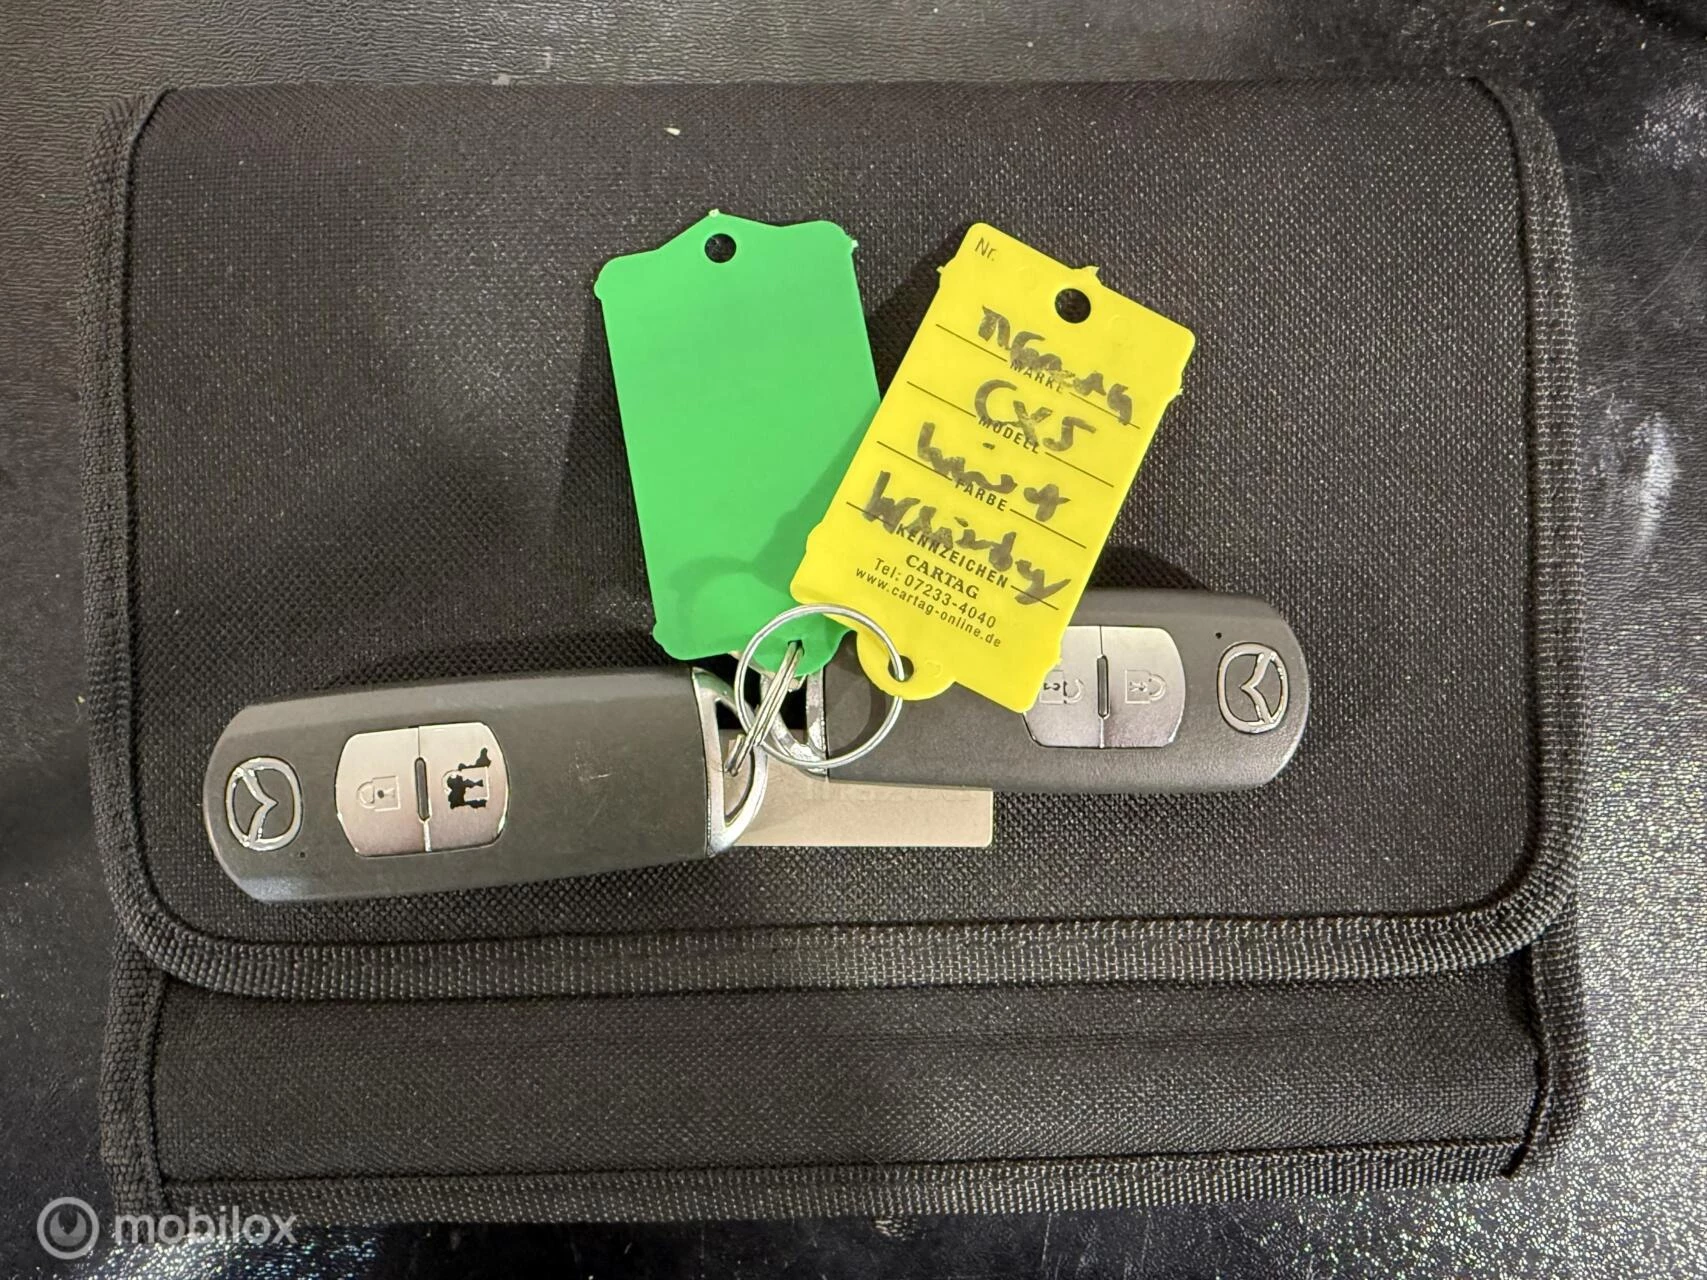 Nr.
Mazda
MARKE
CX5
MODELL
FARBE
KENNZEICHEN
CARTAG
Tel: 07233-4040
www.cartag-online.de
mobilox